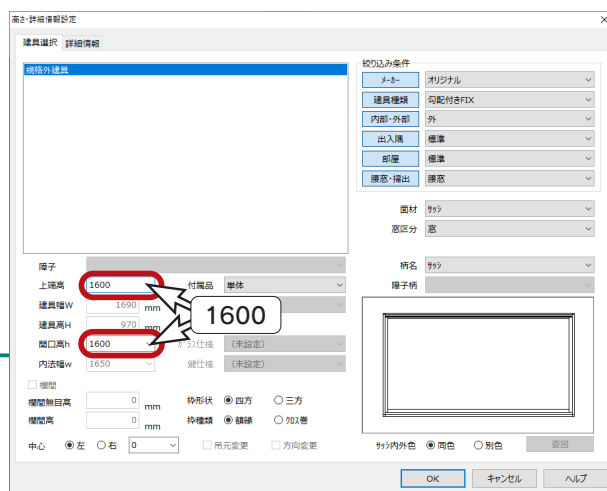 高さ・詳細情報設定
建具選択 詳細情報
規格外建具
絞り込み条件
メーカー オリジナル
建具種類 勾配付きFIX
内部・外部 外
出入隅 標準
部屋 標準
腰窓・掃出 腰窓
面材 サッシ
窓区分 窓
障子
柄名 サッシ
上端高 1600 付属品 単体
障子柄
建具幅W 1690 mm
1600
建具高H 970 mm
開口高h 1600 ガラス仕様 (未設定)
内法幅w 1650 鍵仕様 (未設定)
欄間
欄間無目高 0 mm 枠形状 四方 三方
欄間高 0 mm 枠種類 額縁 クロス巻
中心 左 右 0 吊元変更 方向変更 サッシ内外色 同色 別色 姿図
OK キャンセル ヘルプ